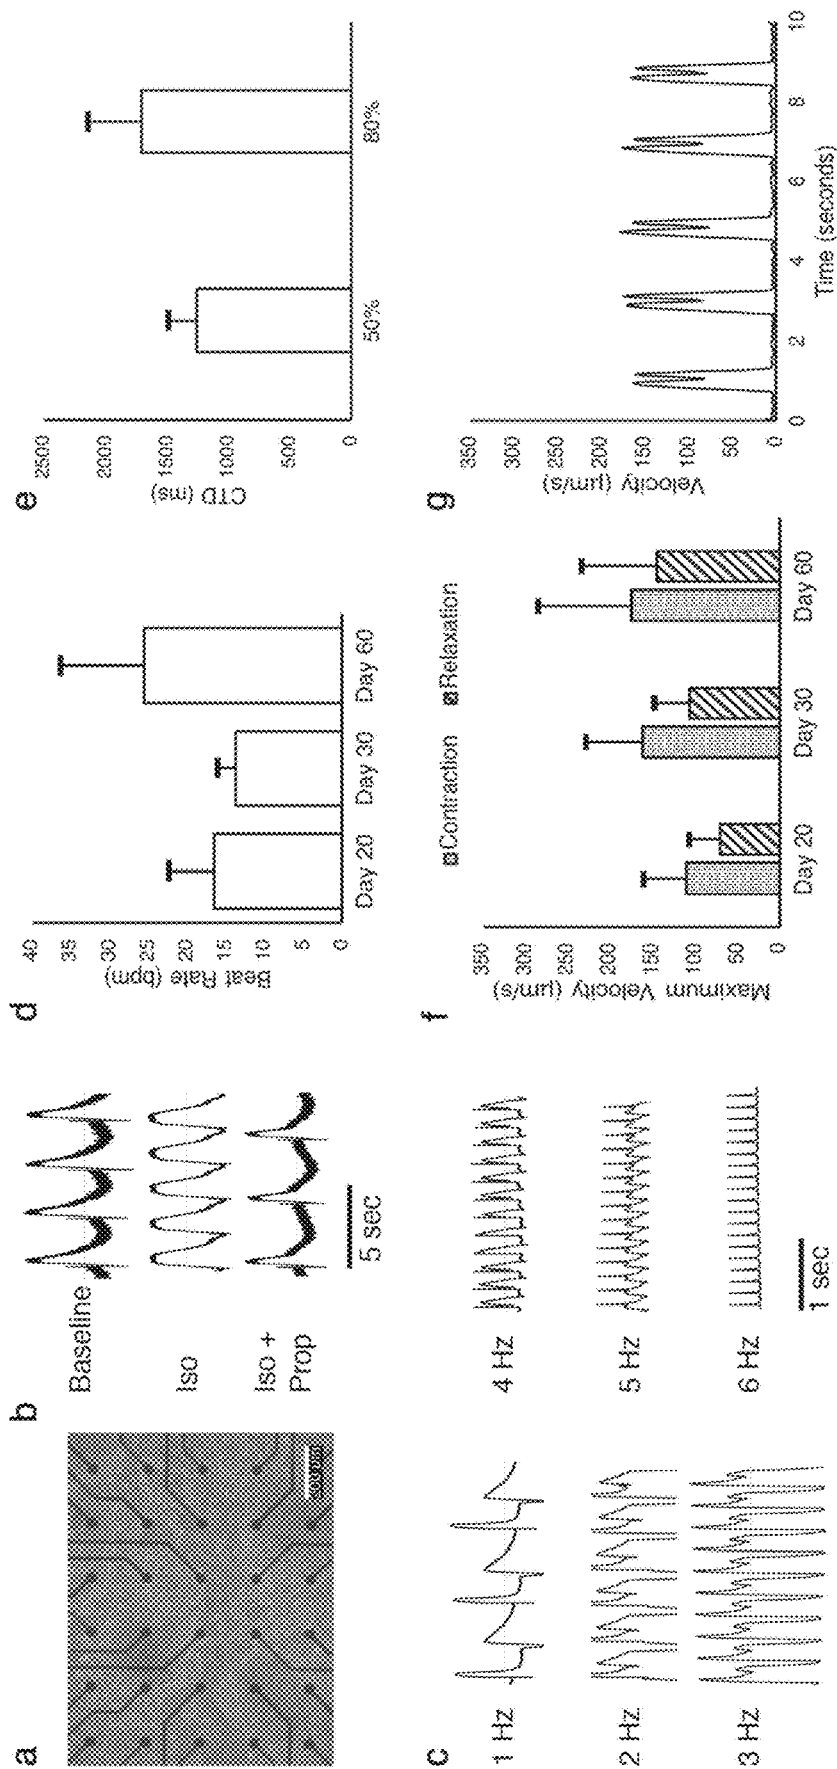 a
b
Baseline
Iso
Iso +
Prop
5 sec
c
1 Hz
2 Hz
3 Hz
4 Hz
5 Hz
6 Hz
1 sec
d
Beat Rate (bpm)
40
35
30
25
20
15
10
5
0
Day 20
Day 30
Day 60
e
CTD (ms)
2500
2000
1500
1000
500
0
50%
80%
f
Contraction
Relaxation
Maximum Velocity (µm/s)
350
300
250
200
150
100
50
0
Day 20
Day 30
Day 60
g
Velocity (µm/s)
350
300
250
200
150
100
50
0
0
2
4
6
8
10
Time (seconds)